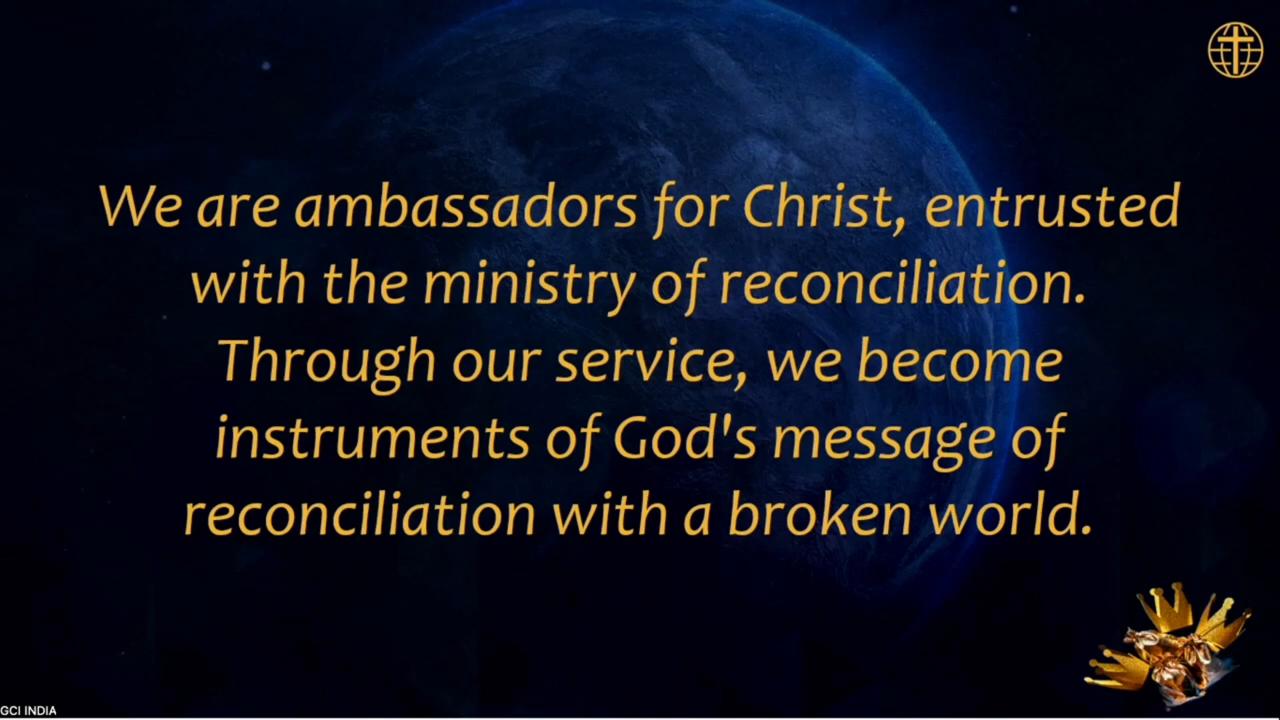 We are ambassadors for Christ, entrusted
with the ministry of reconciliation.
Through our service, we become
instruments of God's message of
reconciliation with a broken world.
GCI INDIA